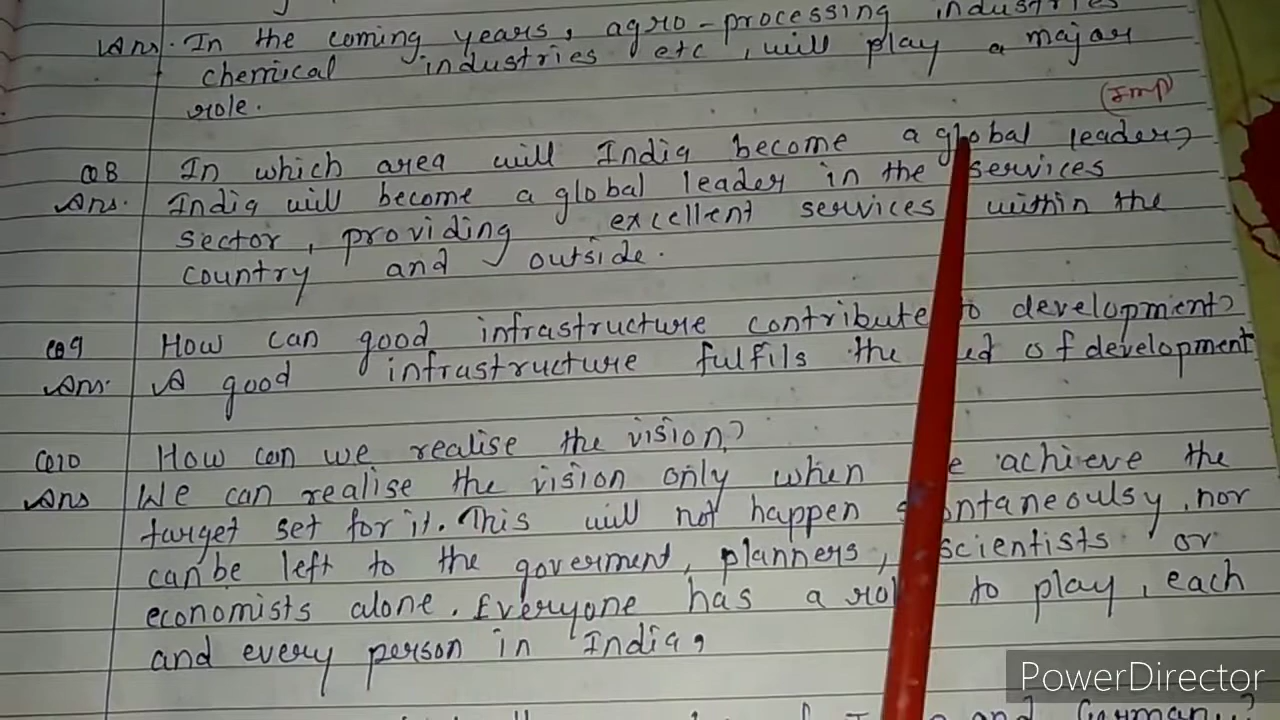 Ans. In the coming years, agro-processing industries
chemical industries etc, will play a major
role.
(Imp)
Q8 In which area will India become a global leader?
Ans. India will become a global leader in the services
sector, providing excellent services within the
country and outside.
Q9 How can good infrastructure contribute to development?
Ans. A good infrastructure fulfils the of development
Q10 How can we realise the vision?
Ans We can realise the vision only when achieve the
target set for it. This will not happen spontaneoulsy, nor
can be left to the goverment, planners, scientists or
economists alone. Everyone has a role to play, each
and every person in India,
and German
PowerDirector